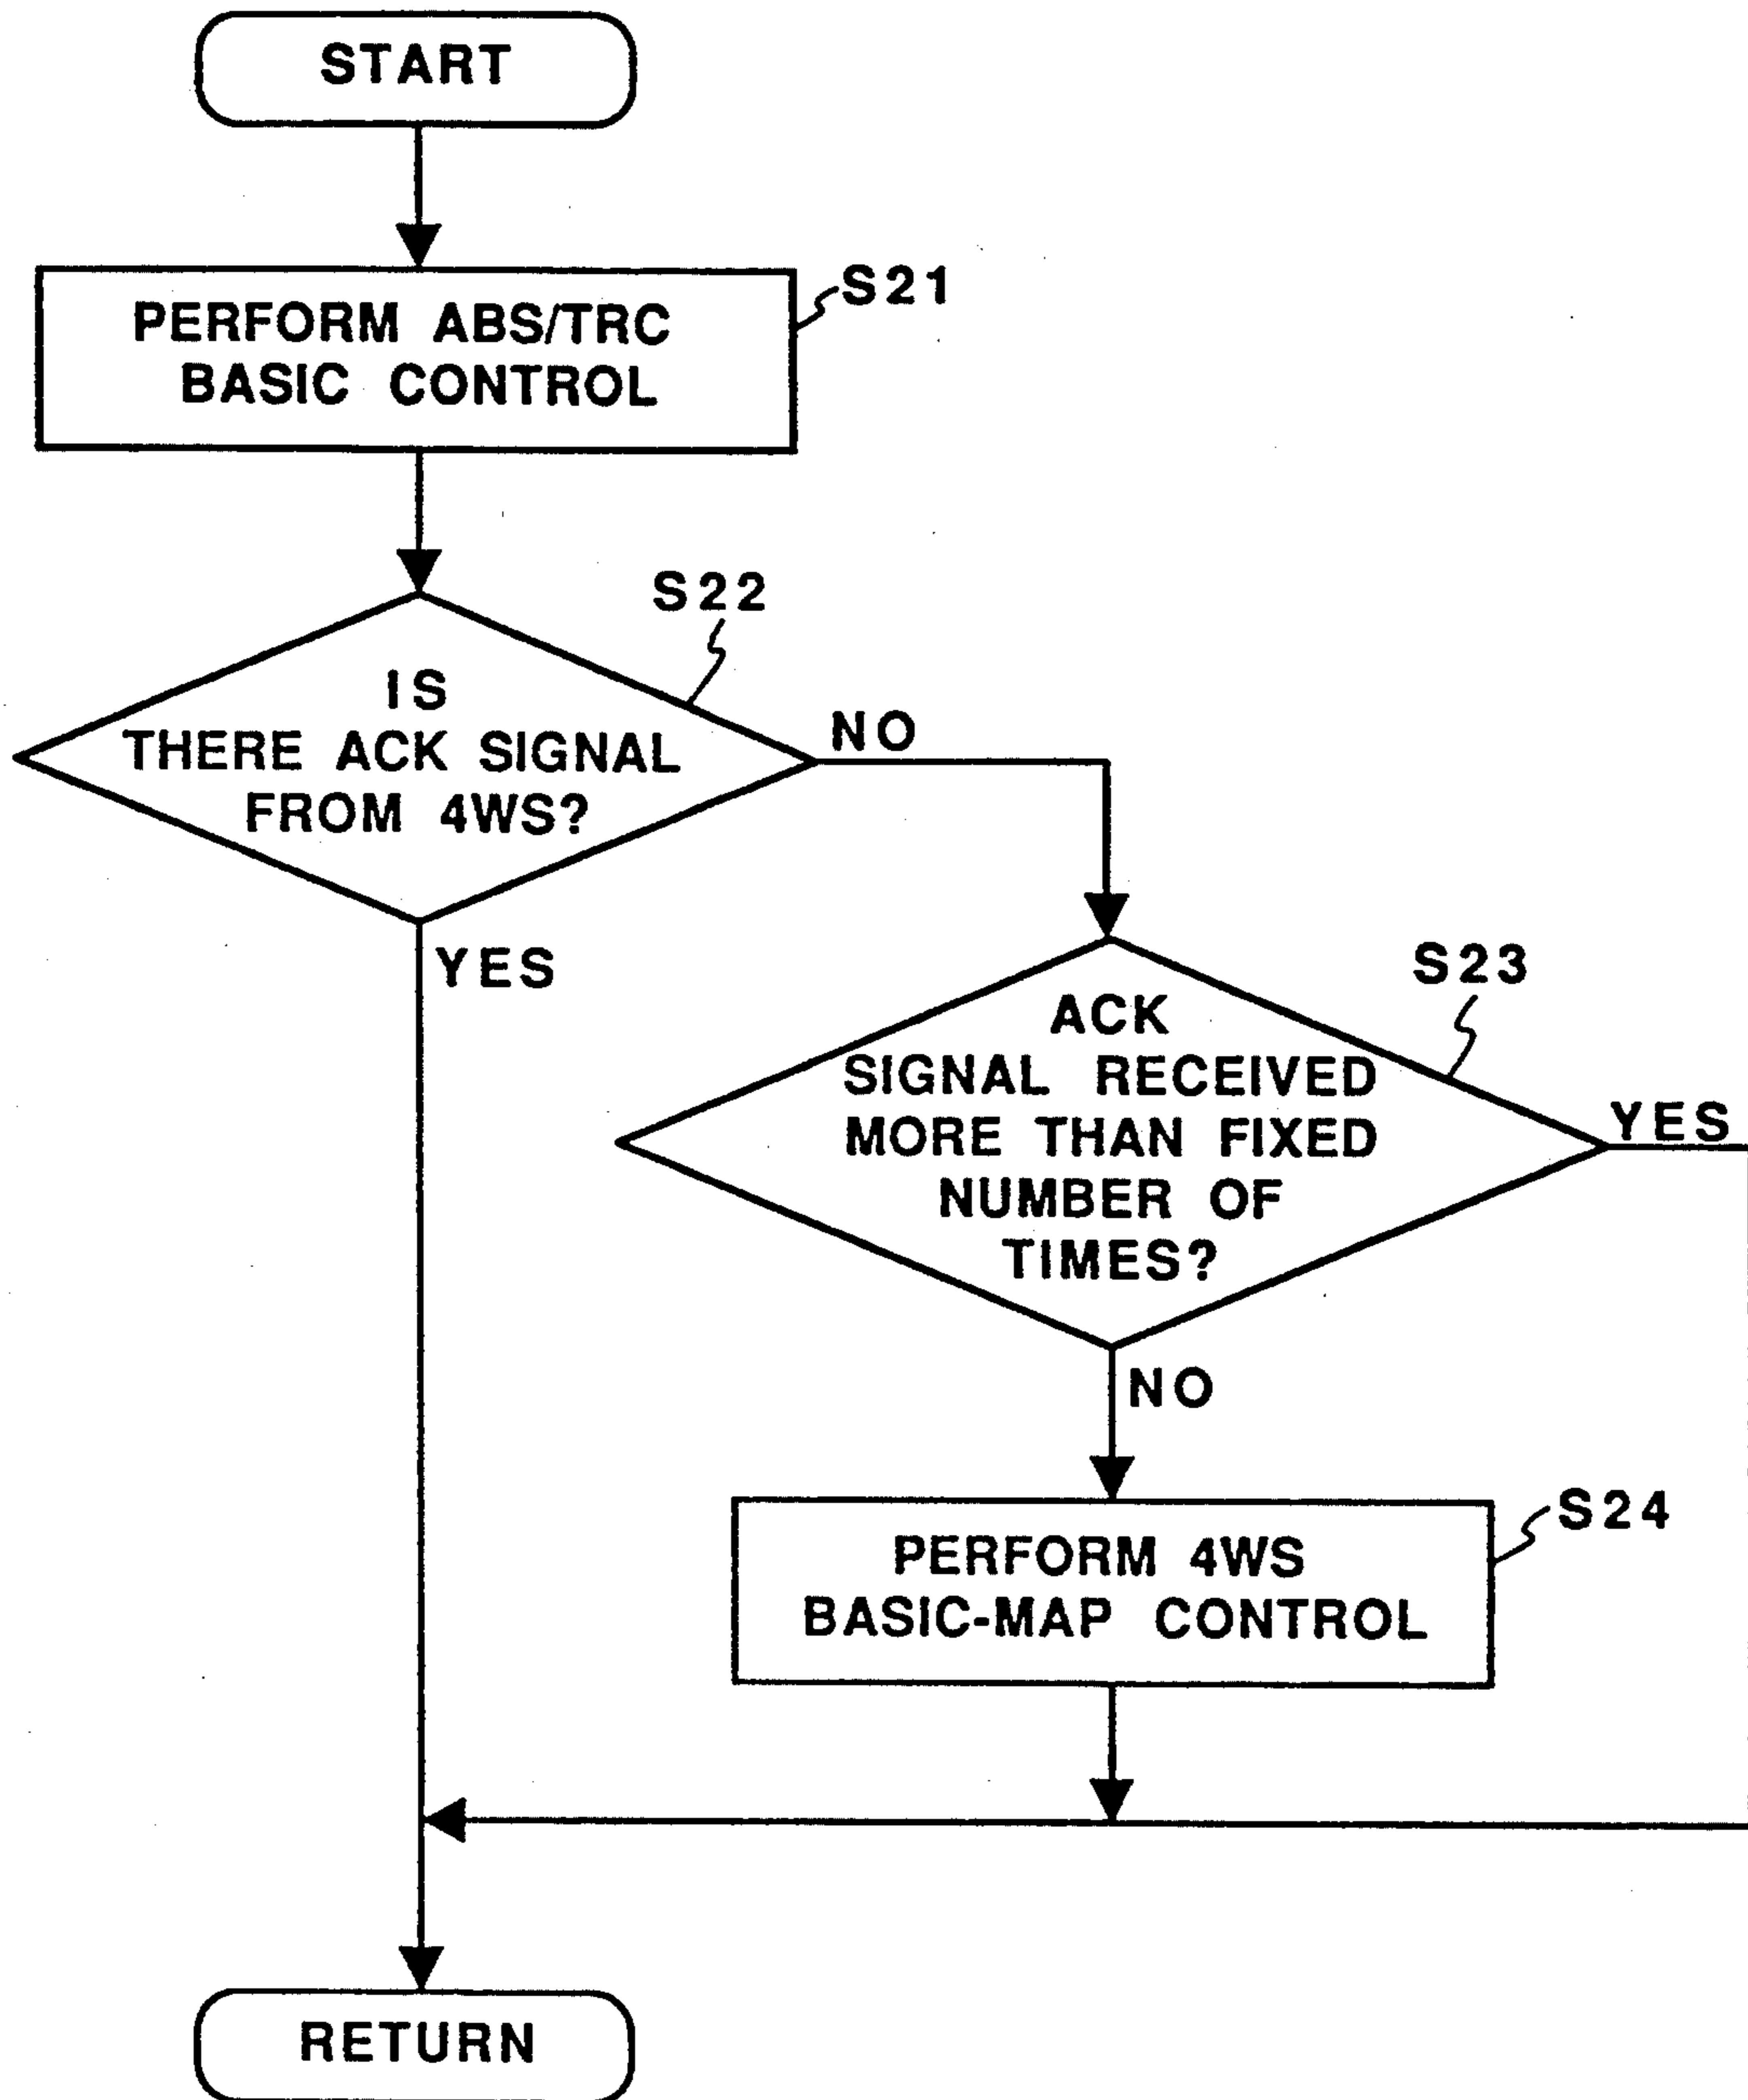 START
PERFORM ABS/TRC
BASIC CONTROL
S21
S22
IS
THERE ACK SIGNAL
FROM 4WS?
NO
YES
S23
ACK
SIGNAL RECEIVED
MORE THAN FIXED
NUMBER OF
TIMES?
YES
NO
S24
PERFORM 4WS
BASIC-MAP CONTROL
RETURN